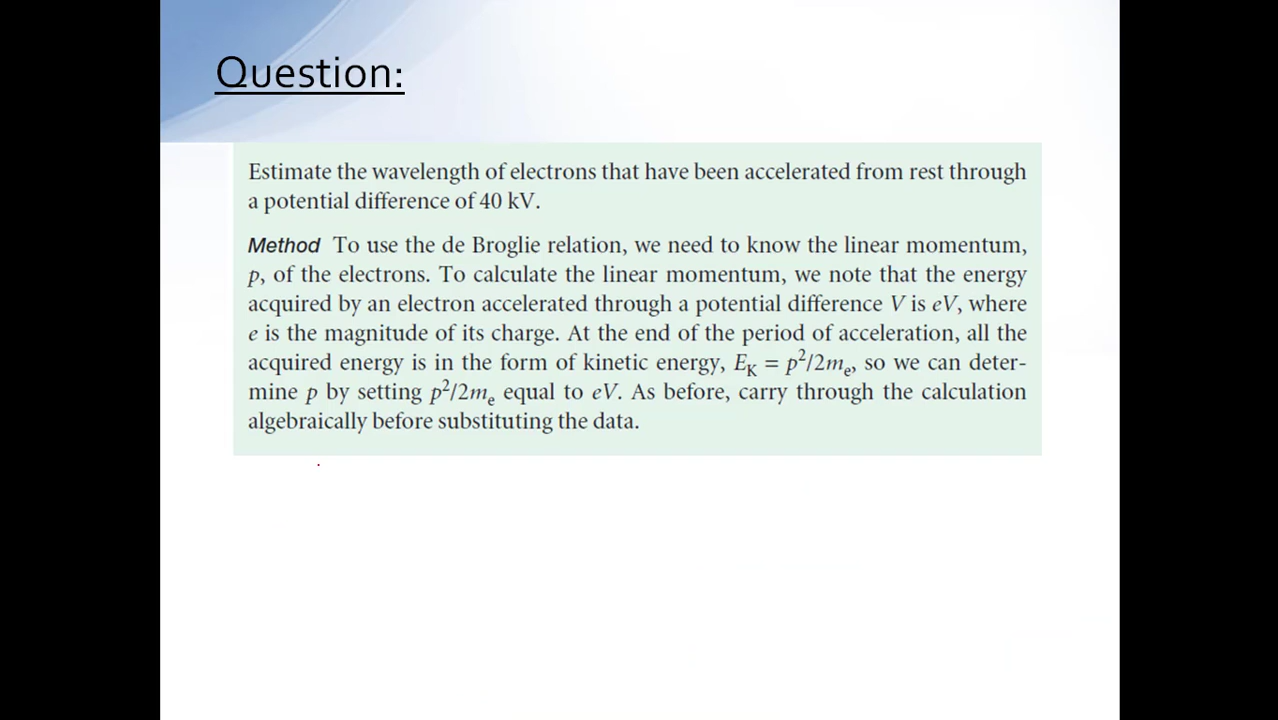 Question:
Estimate the wavelength of electrons that have been accelerated from rest through
a potential difference of 40 kV.
Method To use the de Broglie relation, we need to know the linear momentum,
p, of the electrons. To calculate the linear momentum, we note that the energy
acquired by an electron accelerated through a potential difference V is eV, where
e is the magnitude of its charge. At the end of the period of acceleration, all the
acquired energy is in the form of kinetic energy, E_K = p²/2m_e, so we can deter-
mine p by setting p²/2m_e equal to eV. As before, carry through the calculation
algebraically before substituting the data.